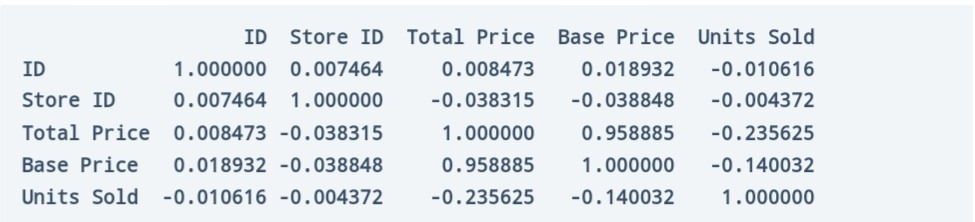 ID Store ID Total Price Base Price Units Sold
ID 1.000000 0.007464 0.008473 0.018932 -0.010616
Store ID 0.007464 1.000000 -0.038315 -0.038848 -0.004372
Total Price 0.008473 -0.038315 1.000000 0.958885 -0.235625
Base Price 0.018932 -0.038848 0.958885 1.000000 -0.140032
Units Sold -0.010616 -0.004372 -0.235625 -0.140032 1.000000